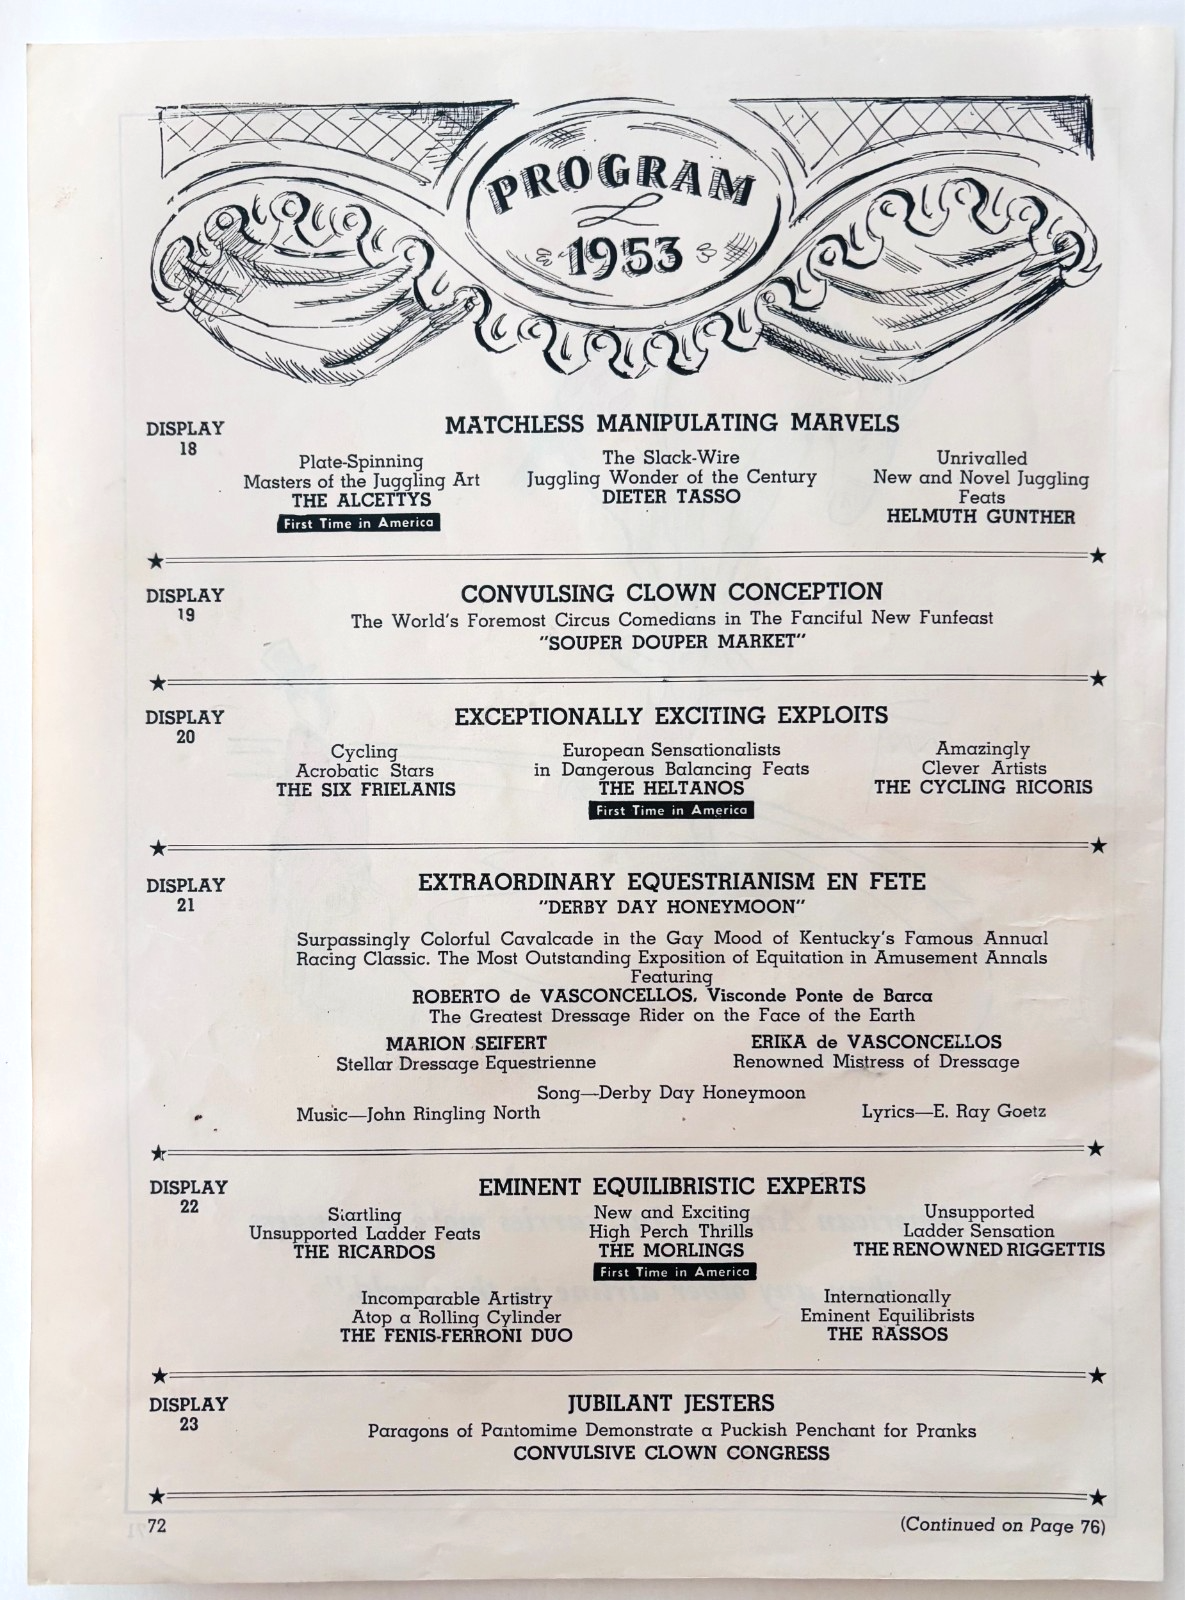 PROGRAM
1953
DISPLAY
18
MATCHLESS MANIPULATING MARVELS
Plate-Spinning
Masters of the Juggling Art
THE ALCETTYS
First Time in America
The Slack-Wire
Juggling Wonder of the Century
DIETER TASSO
Unrivalled
New and Novel Juggling
Feats
HELMUTH GUNTHER
DISPLAY
19
CONVULSING CLOWN CONCEPTION
The World's Foremost Circus Comedians in The Fanciful New Funfeast
"SOUPER DOUPER MARKET"
DISPLAY
20
EXCEPTIONALLY EXCITING EXPLOITS
Cycling
Acrobatic Stars
THE SIX FRIELANIS
European Sensationalists
in Dangerous Balancing Feats
THE HELTANOS
First Time in America
Amazingly
Clever Artists
THE CYCLING RICORIS
DISPLAY
21
EXTRAORDINARY EQUESTRIANISM EN FETE
"DERBY DAY HONEYMOON"
Surpassingly Colorful Cavalcade in the Gay Mood of Kentucky's Famous Annual
Racing Classic. The Most Outstanding Exposition of Equitation in Amusement Annals
Featuring
ROBERTO de VASCONCELLOS, Visconde Ponte de Barca
The Greatest Dressage Rider on the Face of the Earth
MARION SEIFERT
Stellar Dressage Equestrienne
ERIKA de VASCONCELLOS
Renowned Mistress of Dressage
Song—Derby Day Honeymoon
Music—John Ringling North
Lyrics—E. Ray Goetz
DISPLAY
22
EMINENT EQUILIBRISTIC EXPERTS
Startling
Unsupported Ladder Feats
THE RICARDOS
New and Exciting
High Perch Thrills
THE MORLINGS
First Time in America
Unsupported
Ladder Sensation
THE RENOWNED RIGGETTIS
Incomparable Artistry
Atop a Rolling Cylinder
THE FENIS-FERRONI DUO
Internationally
Eminent Equilibrists
THE RASSOS
DISPLAY
23
JUBILANT JESTERS
Paragons of Pantomime Demonstrate a Puckish Penchant for Pranks
CONVULSIVE CLOWN CONGRESS
72
(Continued on Page 76)